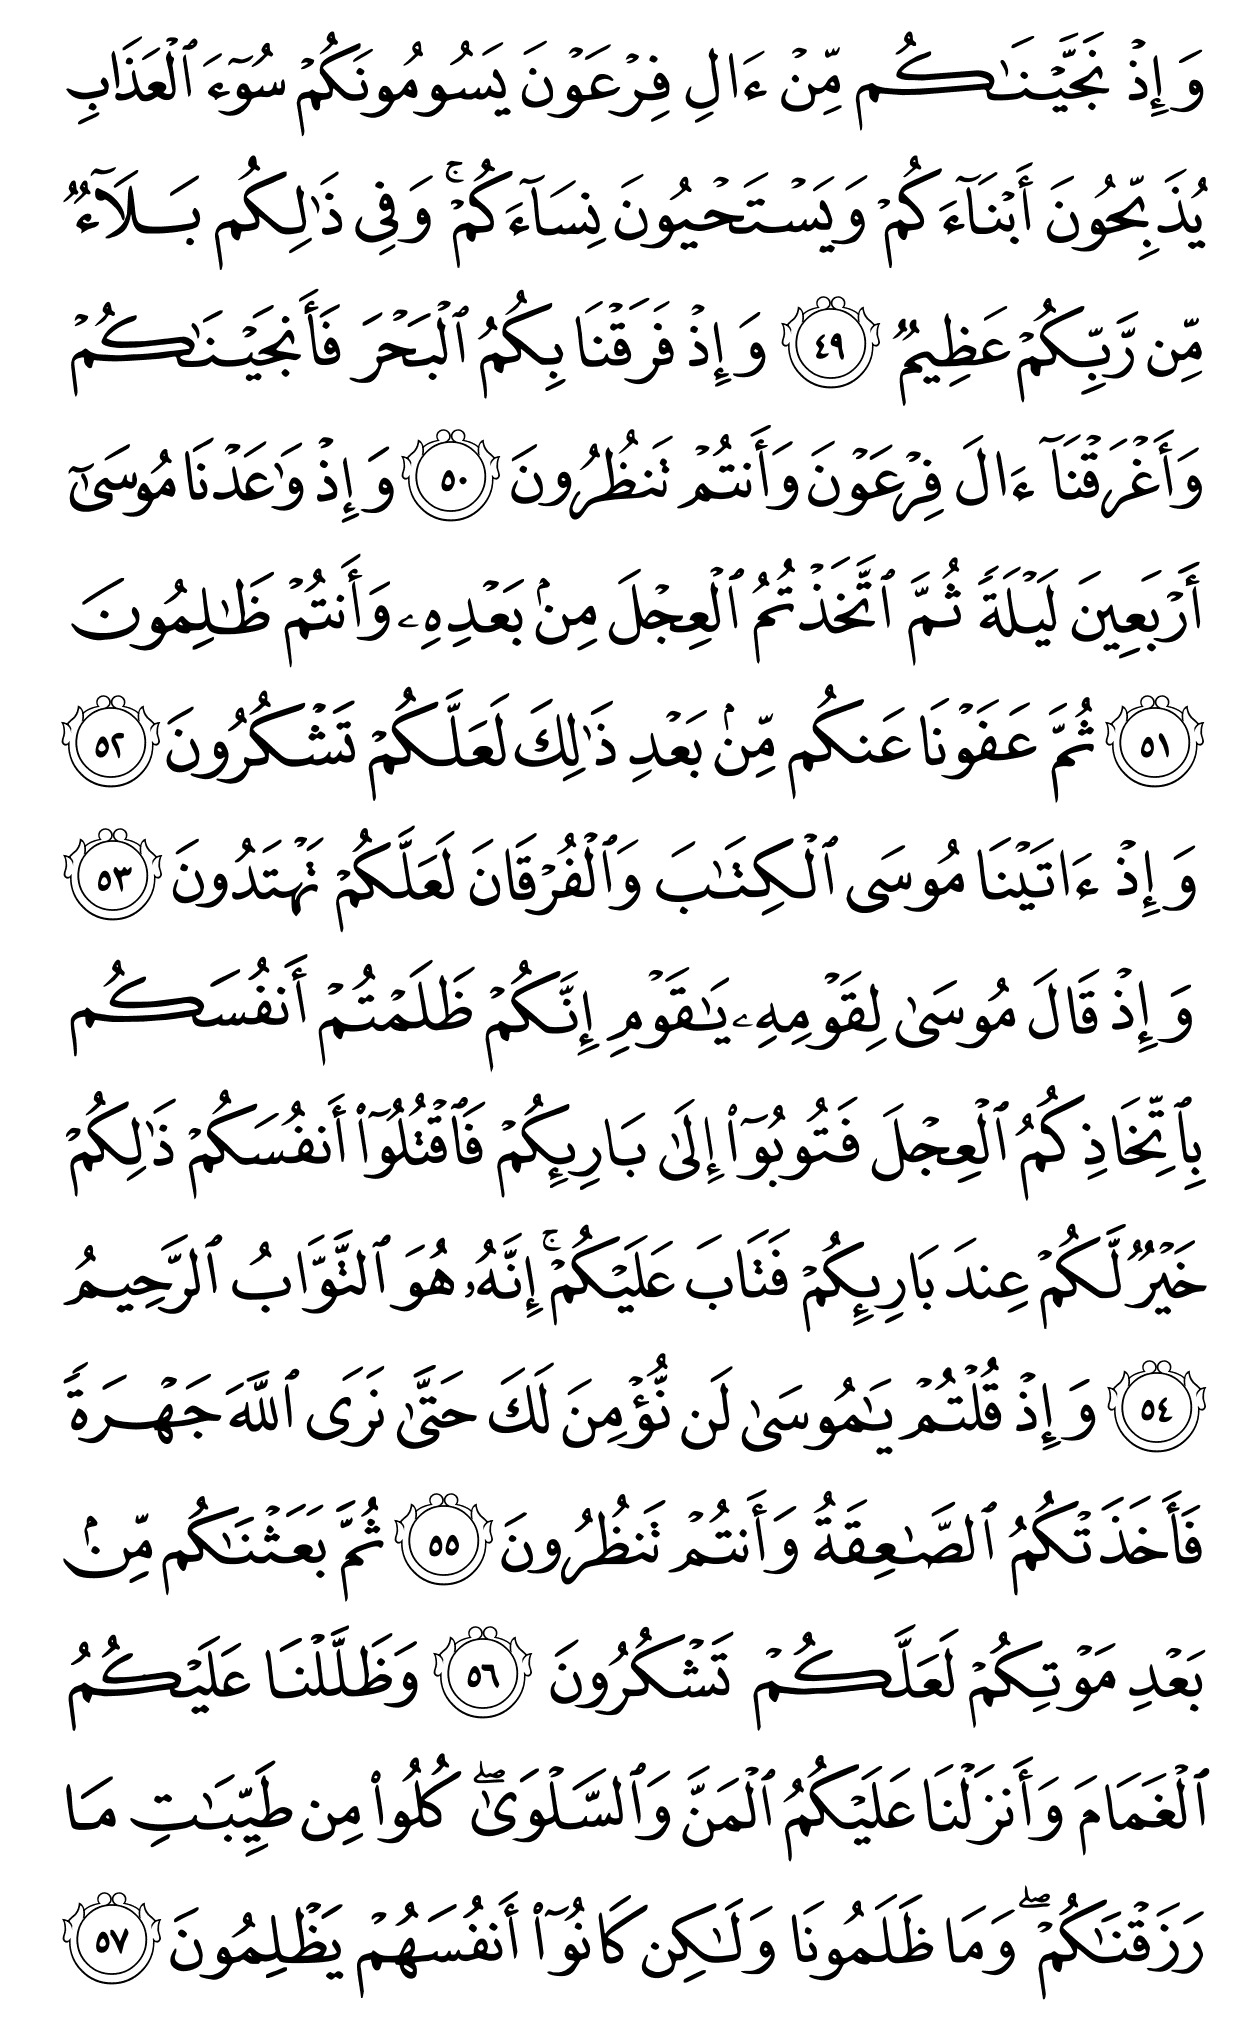 وَإِذْ نَجَّيْنَـٰكُم مِّنْ ءَالِ فِرْعَوْنَ يَسُومُونَكُمْ سُوٓءَ ٱلْعَذَابِ
يُذَبِّحُونَ أَبْنَآءَكُمْ وَيَسْتَحْيُونَ نِسَآءَكُمْ ۚ وَفِى ذَٰلِكُم بَلَآءٌ
مِّن رَّبِّكُمْ عَظِيمٌ ٤٩ وَإِذْ فَرَقْنَا بِكُمُ ٱلْبَحْرَ فَأَنجَيْنَـٰكُمْ
وَأَغْرَقْنَآ ءَالَ فِرْعَوْنَ وَأَنتُمْ تَنظُرُونَ ٥٠ وَإِذْ وَٰعَدْنَا مُوسَىٰٓ
أَرْبَعِينَ لَيْلَةً ثُمَّ ٱتَّخَذْتُمُ ٱلْعِجْلَ مِنۢ بَعْدِهِۦ وَأَنتُمْ ظَـٰلِمُونَ
٥١ ثُمَّ عَفَوْنَا عَنكُم مِّنۢ بَعْدِ ذَٰلِكَ لَعَلَّكُمْ تَشْكُرُونَ ٥٢
وَإِذْ ءَاتَيْنَا مُوسَى ٱلْكِتَـٰبَ وَٱلْفُرْقَانَ لَعَلَّكُمْ تَهْتَدُونَ ٥٣
وَإِذْ قَالَ مُوسَىٰ لِقَوْمِهِۦ يَـٰقَوْمِ إِنَّكُمْ ظَلَمْتُمْ أَنفُسَكُم
بِٱتِّخَاذِكُمُ ٱلْعِجْلَ فَتُوبُوٓا۟ إِلَىٰ بَارِئِكُمْ فَٱقْتُلُوٓا۟ أَنفُسَكُمْ ذَٰلِكُمْ
خَيْرٌ لَّكُمْ عِندَ بَارِئِكُمْ فَتَابَ عَلَيْكُمْ ۚ إِنَّهُۥ هُوَ ٱلتَّوَّابُ ٱلرَّحِيمُ
٥٤ وَإِذْ قُلْتُمْ يَـٰمُوسَىٰ لَن نُّؤْمِنَ لَكَ حَتَّىٰ نَرَى ٱللَّهَ جَهْرَةً
فَأَخَذَتْكُمُ ٱلصَّـٰعِقَةُ وَأَنتُمْ تَنظُرُونَ ٥٥ ثُمَّ بَعَثْنَـٰكُم مِّنۢ
بَعْدِ مَوْتِكُمْ لَعَلَّكُمْ تَشْكُرُونَ ٥٦ وَظَلَّلْنَا عَلَيْكُمُ
ٱلْغَمَامَ وَأَنزَلْنَا عَلَيْكُمُ ٱلْمَنَّ وَٱلسَّلْوَىٰ ۖ كُلُوا۟ مِن طَيِّبَـٰتِ مَا
رَزَقْنَـٰكُمْ ۖ وَمَا ظَلَمُونَا وَلَـٰكِن كَانُوٓا۟ أَنفُسَهُمْ يَظْلِمُونَ ٥٧